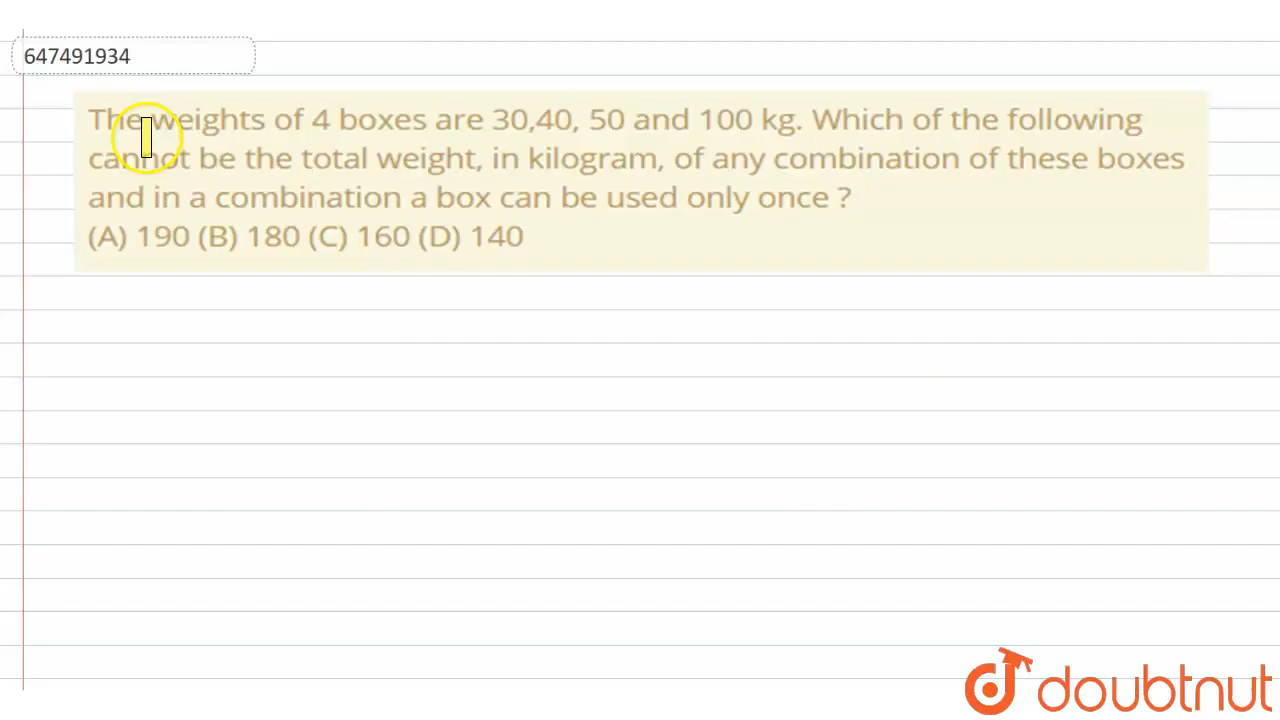 647491934
The weights of 4 boxes are 30,40, 50 and 100 kg. Which of the following
cannot be the total weight, in kilogram, of any combination of these boxes
and in a combination a box can be used only once ?
(A) 190 (B) 180 (C) 160 (D) 140
doubtnut